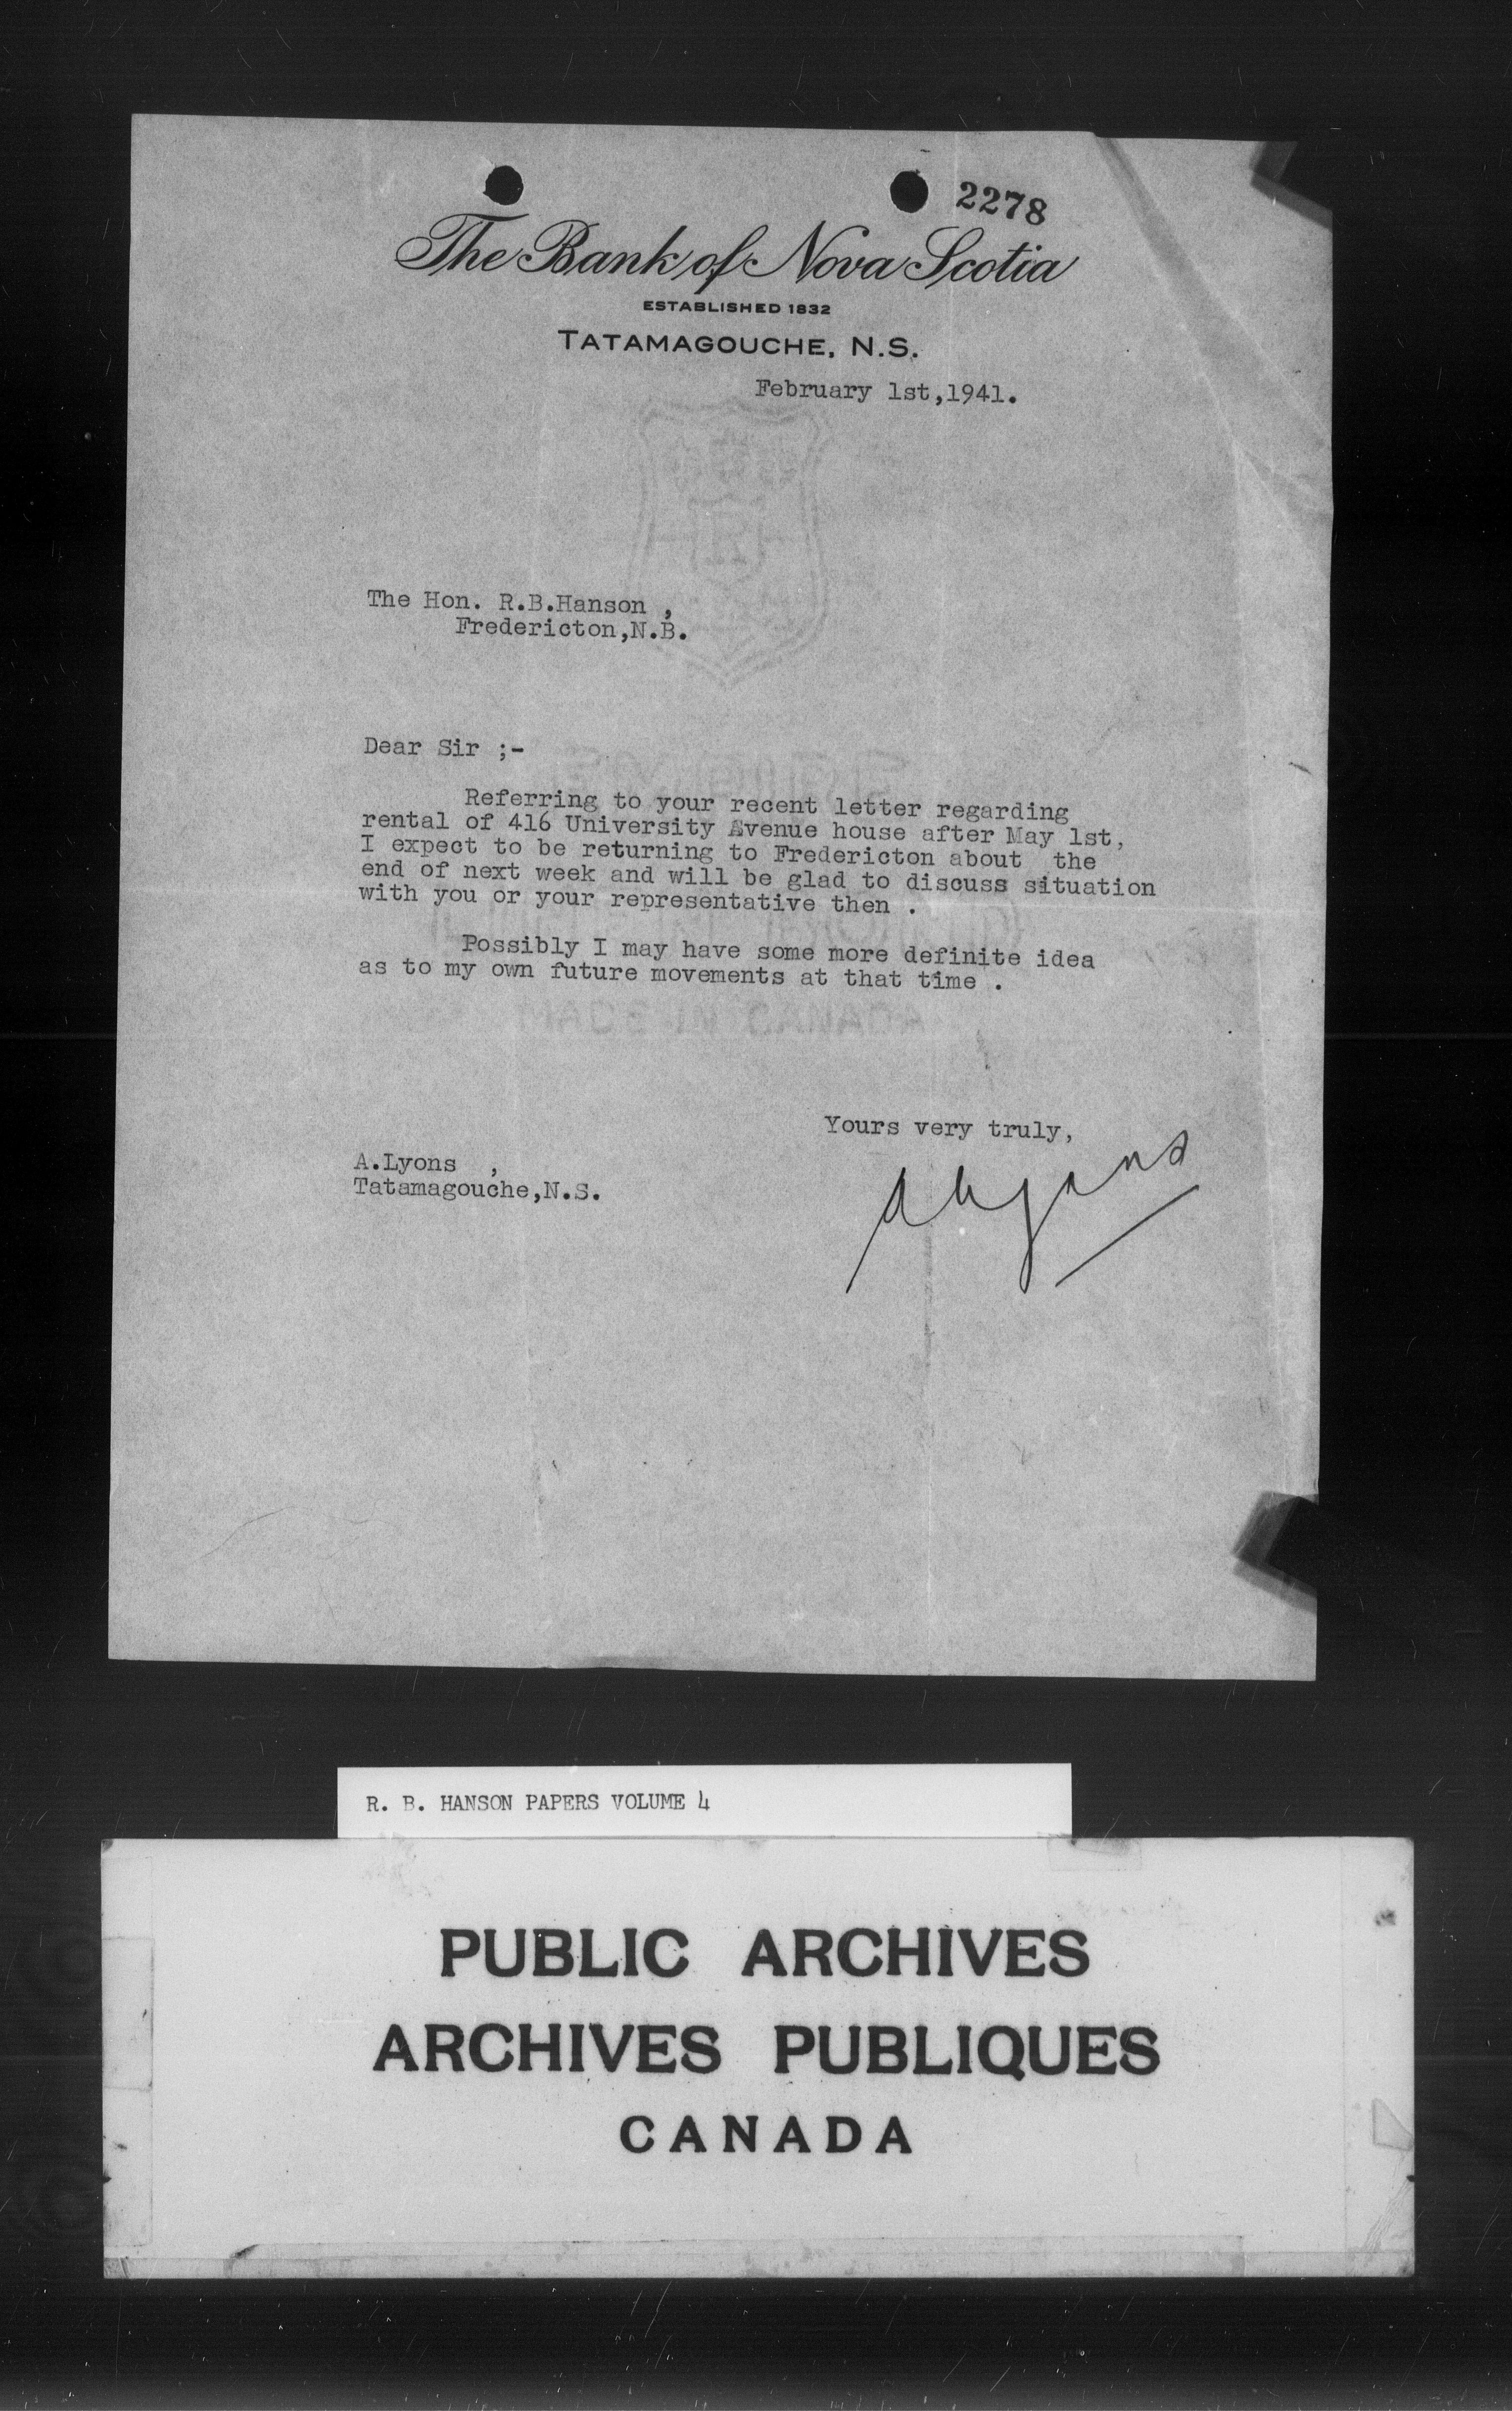 2278
The Bank of Nova Scotia
ESTABLISHED 1832
TATAMAGOUCHE, N.S.
February 1st,1941.
The Hon. R.B.Hanson ,
Fredericton,N.B.
Dear Sir ;-
Referring to your recent letter regarding
rental of 416 University Avenue house after May 1st,
I expect to be returning to Fredericton about the
end of next week and will be glad to discuss situation
with you or your representative then .
Possibly I may have some more definite idea
as to my own future movements at that time .
MADE IN CANADA
Yours very truly,
A Lyons
A.Lyons ,
Tatamagouche,N.S.
R. B. HANSON PAPERS VOLUME 4
PUBLIC ARCHIVES
ARCHIVES PUBLIQUES
CANADA